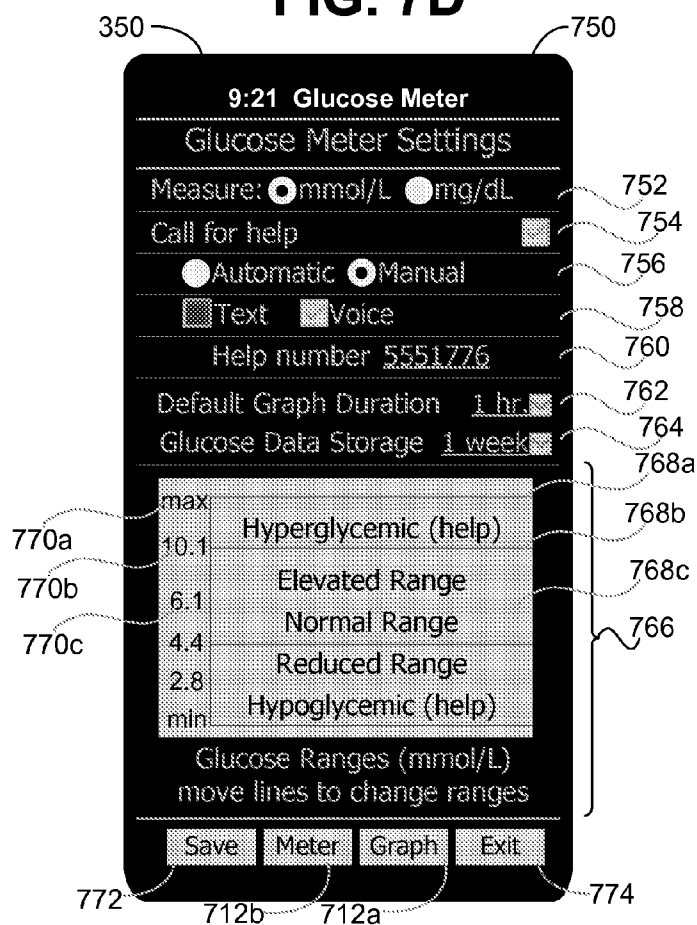 FIG. 7D
350 750
9:21 Glucose Meter
Glucose Meter Settings
Measure: mmol/L mg/dL 752
Call for help 754
Automatic Manual 756
Text Voice 758
Help number 5551776 760
Default Graph Duration 1 hr. 762
Glucose Data Storage 1 week 764
768a
max
Hyperglycemic (help) 768b
770a 10.1
770b Elevated Range 768c
6.1
Normal Range 766
770c 4.4
Reduced Range
2.8
Hypoglycemic (help)
min
Glucose Ranges (mmol/L)
move lines to change ranges
Save Meter Graph Exit
772 712b 712a 774